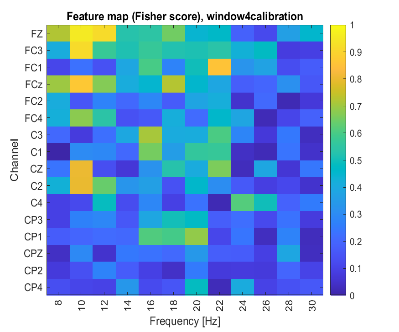 Feature map (Fisher score), window4calibration
Channel
FZ
FC3
FC1
FCz
FC2
FC4
C3
C1
CZ
C2
C4
CP3
CP1
CPZ
CP2
CP4
8 10 12 14 16 18 20 22 24 26 28 30
Frequency [Hz]
1
0.9
0.8
0.7
0.6
0.5
0.4
0.3
0.2
0.1
0